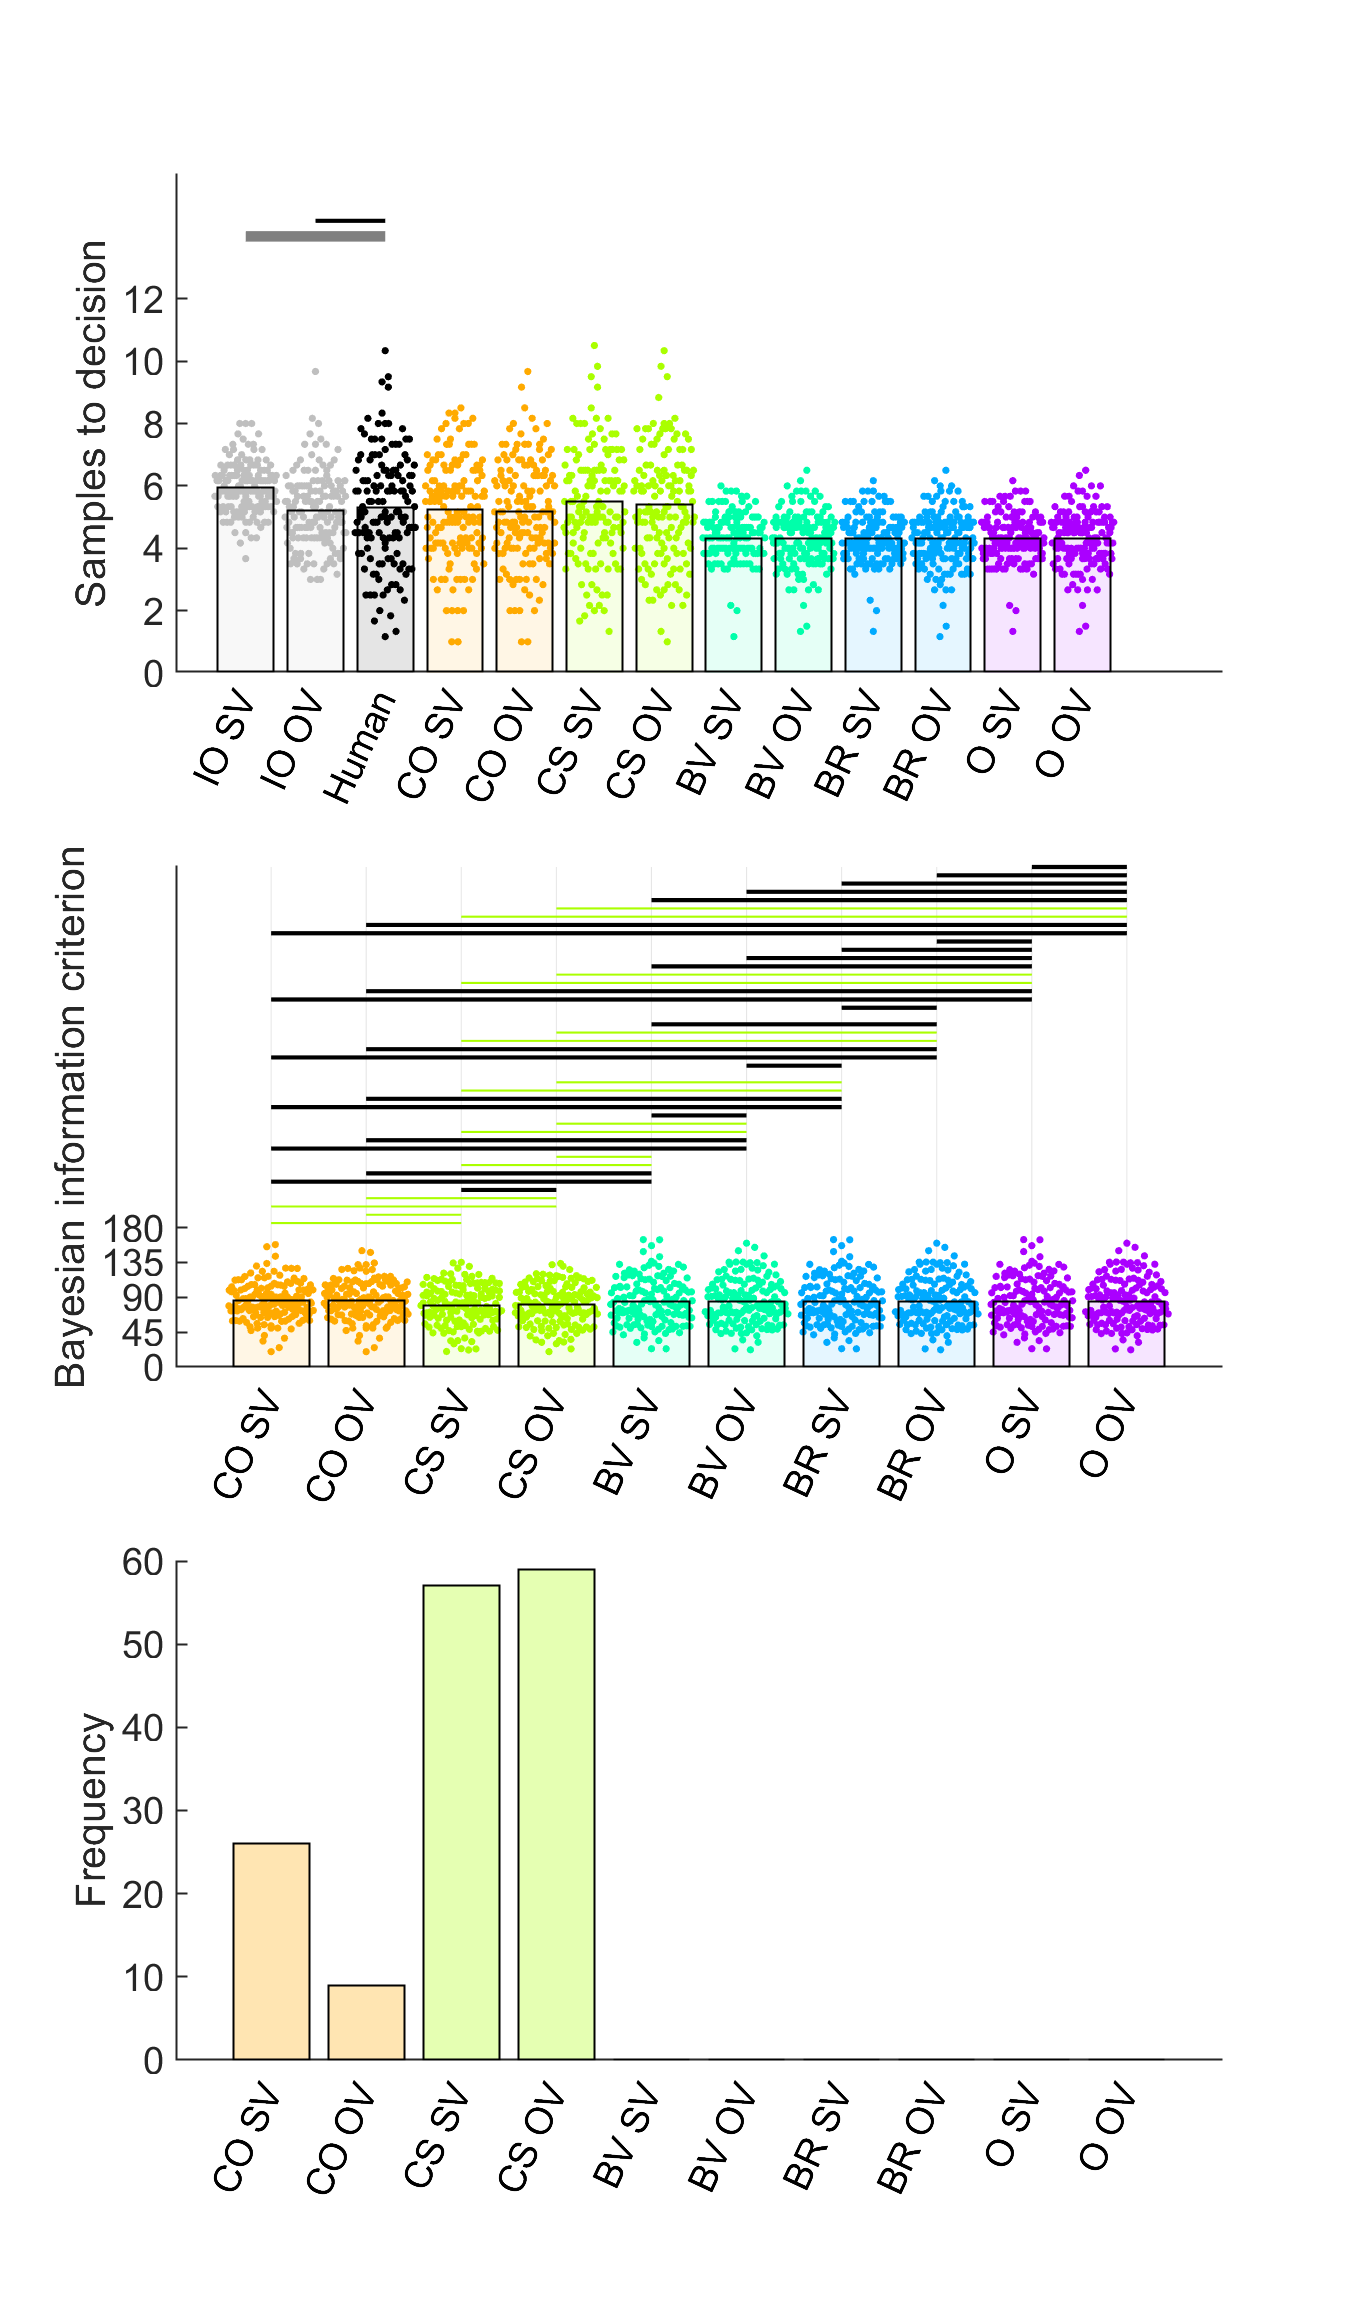 Samples to decision
12
10
8
6
4
2
0
IO SV
IO OV
Human
CO SV
CO OV
CS SV
CS OV
BV SV
BV OV
BR SV
BR OV
O SV
O OV
Bayesian information criterion
180
135
90
45
0
CO SV
CO OV
CS SV
CS OV
BV SV
BV OV
BR SV
BR OV
O SV
O OV
Frequency
60
50
40
30
20
10
0
CO SV
CO OV
CS SV
CS OV
BV SV
BV OV
BR SV
BR OV
O SV
O OV